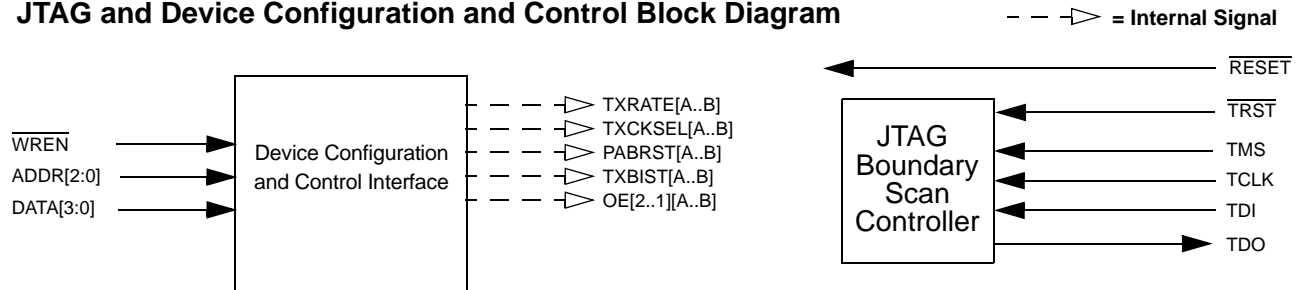 JTAG and Device Configuration and Control Block Diagram
= Internal Signal
WREN
ADDR[2:0]
DATA[3:0]
Device Configuration
and Control Interface
TXRATE[A..B]
TXCKSEL[A..B]
PABRST[A..B]
TXBIST[A..B]
OE[2..1][A..B]
JTAG
Boundary
Scan
Controller
RESET
TRST
TMS
TCLK
TDI
TDO